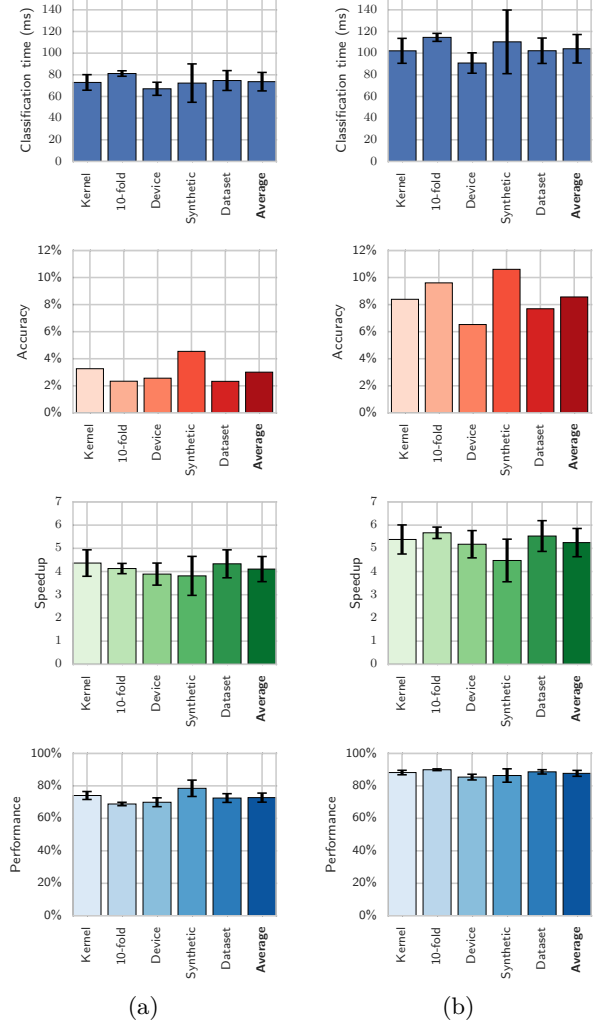 140
120
100
80
60
40
20
0
Classification time (ms)
Kernel
10-fold
Device
Synthetic
Dataset
Average
140
120
100
80
60
40
20
0
Classification time (ms)
Kernel
10-fold
Device
Synthetic
Dataset
Average
12%
10%
8%
6%
4%
2%
0%
Accuracy
Kernel
10-fold
Device
Synthetic
Dataset
Average
12%
10%
8%
6%
4%
2%
0%
Accuracy
Kernel
10-fold
Device
Synthetic
Dataset
Average
7
6
5
4
3
2
1
0
Speedup
Kernel
10-fold
Device
Synthetic
Dataset
Average
7
6
5
4
3
2
1
0
Speedup
Kernel
10-fold
Device
Synthetic
Dataset
Average
100%
80%
60%
40%
20%
0%
Performance
Kernel
10-fold
Device
Synthetic
Dataset
Average
100%
80%
60%
40%
20%
0%
Performance
Kernel
10-fold
Device
Synthetic
Dataset
Average
(a)
(b)